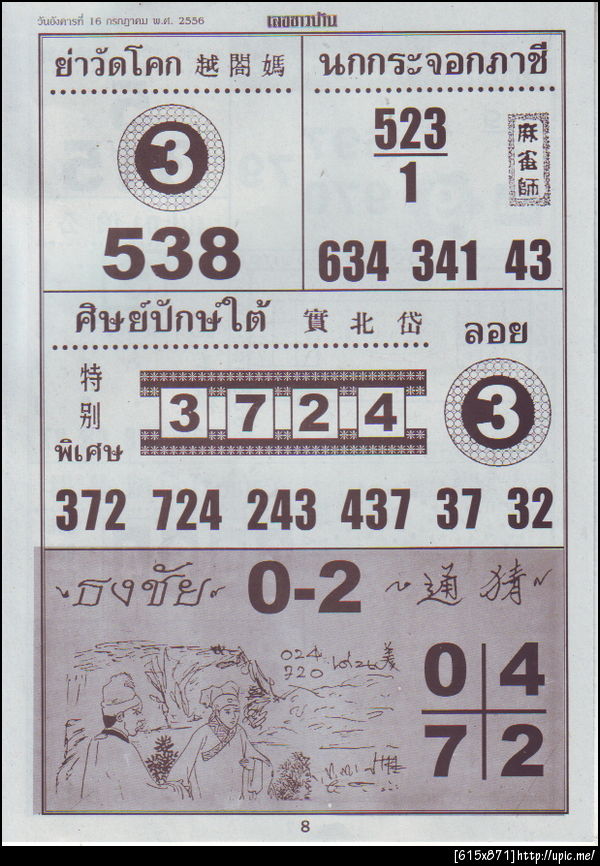 วันอังคารที่ 16 กรกฎาคม พ.ศ. 2556 เลขชาวบ้าน
ย่าวัดโคก 越閣媽
3
538
นกกระจอกภาชี
523
1
麻雀師
634 341 43
ศิษย์ปักษ์ใต้ 實北岱
ลอย
特别
พิเศษ
3 7 2 4
3
372 724 243 437 37 32
ธงชัย 0-2 通猜
024
720
0 4
7 2
8
[615x871]http://upic.me/